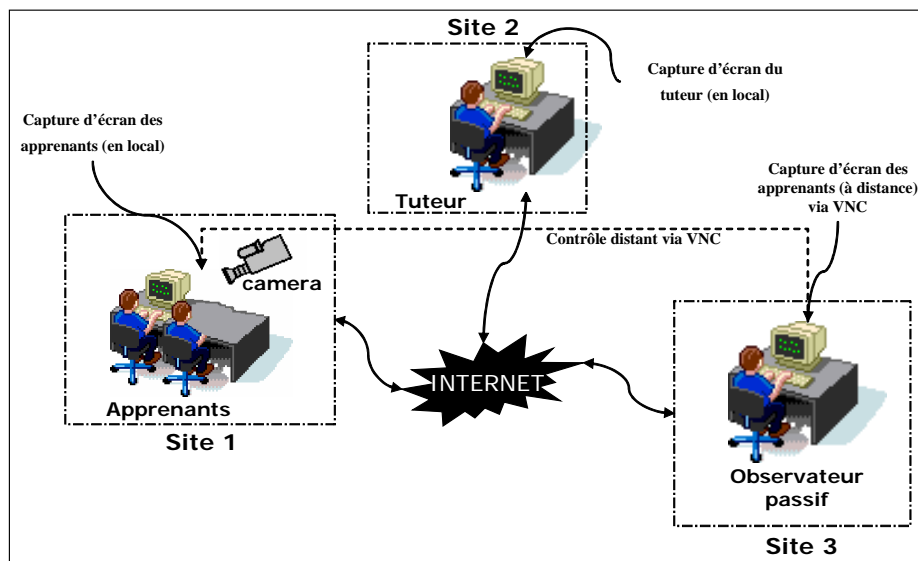 Site 2
Capture d'écran du
tuteur (en local)
Tuteur
Capture d'écran des
apprenants (en local)
Capture d'écran des
apprenants (à distance)
via VNC
Contrôle distant via VNC
camera
Apprenants
Site 1
INTERNET
Observateur
passif
Site 3